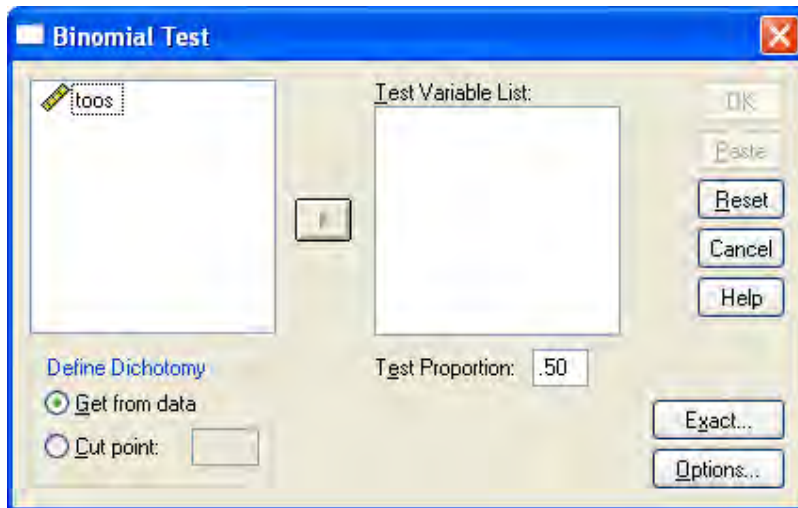 Binomial Test
toos
Test Variable List:
OK
Paste
Reset
Cancel
Help
Define Dichotomy
Get from data
Cut point:
Test Proportion: .50
Exact...
Options...